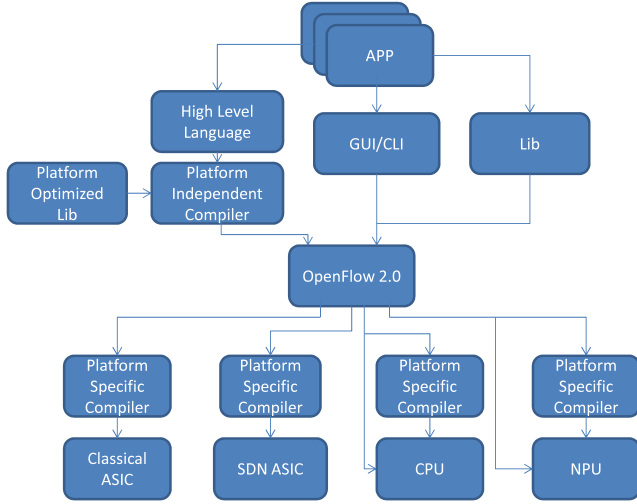 APP
High Level
Language
GUI/CLI
Lib
Platform
Optimized
Lib
Platform
Independent
Compiler
OpenFlow 2.0
Platform
Specific
Compiler
Platform
Specific
Compiler
Platform
Specific
Compiler
Platform
Specific
Compiler
Classical
ASIC
SDN ASIC
CPU
NPU